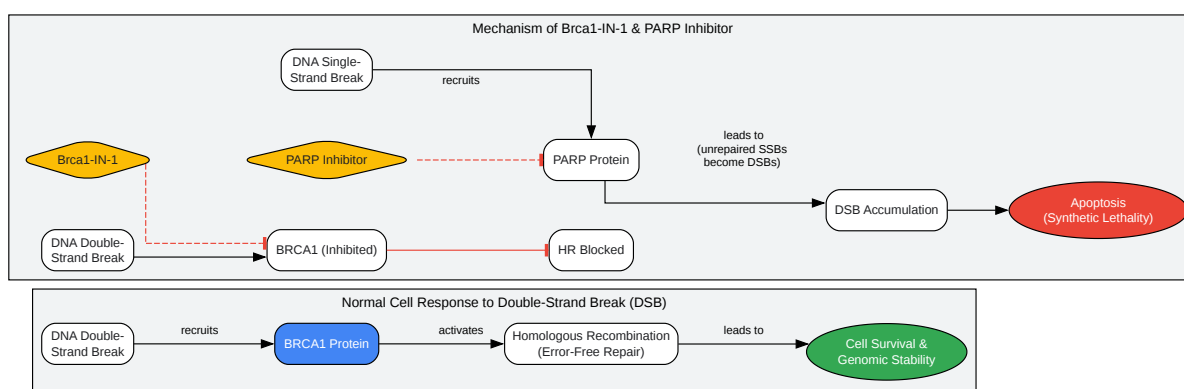 Mechanism of Brca1-IN-1 & PARP Inhibitor
DNA Single-
Strand Break
recruits
Brca1-IN-1
PARP Inhibitor
PARP Protein
leads to
(unrepaired SSBs
become DSBs)
DSB Accumulation
Apoptosis
(Synthetic Lethality)
DNA Double-
Strand Break
BRCA1 (Inhibited)
HR Blocked
Normal Cell Response to Double-Strand Break (DSB)
DNA Double-
Strand Break
recruits
BRCA1 Protein
activates
Homologous Recombination
(Error-Free Repair)
leads to
Cell Survival &
Genomic Stability